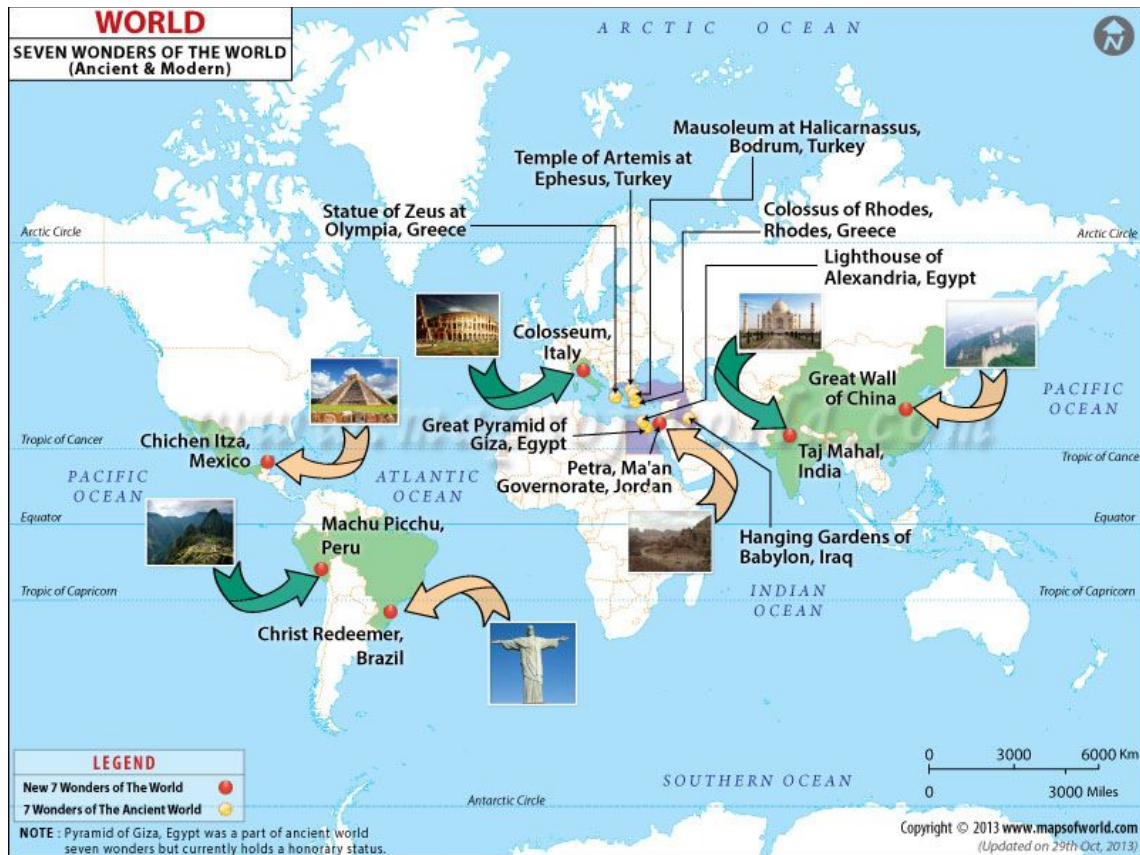 WORLD
SEVEN WONDERS OF THE WORLD
(Ancient & Modern)
ARCTIC OCEAN
N
Mausoleum at Halicarnassus,
Bodrum, Turkey
Temple of Artemis at
Ephesus, Turkey
Statue of Zeus at
Olympia, Greece
Colossus of Rhodes,
Rhodes, Greece
Arctic Circle
Arctic Circle
Lighthouse of
Alexandria, Egypt
Colosseum,
Italy
Great Wall
of China
PACIFIC
OCEAN
Great Pyramid of
Giza, Egypt
Tropic of Cancer
Chichen Itza,
Mexico
Taj Mahal,
India
Tropic of Cance
PACIFIC
OCEAN
ATLANTIC
OCEAN
Petra, Ma'an
Governorate, Jordan
Equator
Machu Picchu,
Peru
Equator
Hanging Gardens of
Babylon, Iraq
Tropic of Capricorn
INDIAN
OCEAN
Tropic of Capricorn
Christ Redeemer,
Brazil
LEGEND
New 7 Wonders of The World
7 Wonders of The Ancient World
NOTE : Pyramid of Giza, Egypt was a part of ancient world
seven wonders but currently holds a honorary status.
SOUTHERN OCEAN
Antarctic Circle
0 3000 6000 Km
0 3000 Miles
Copyright © 2013 www.mapsofworld.com
(Updated on 29th Oct, 2013)